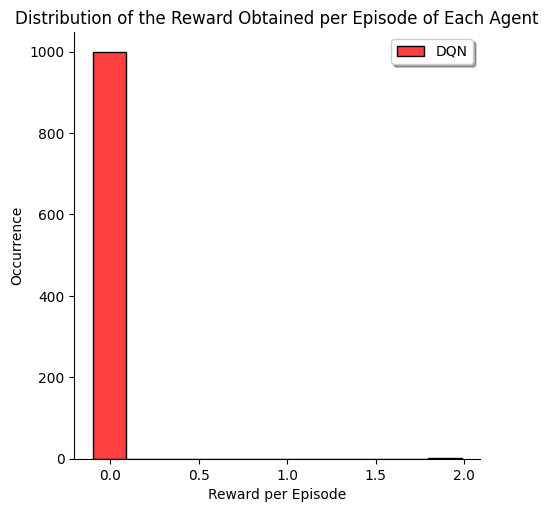 Distribution of the Reward Obtained per Episode of Each Agent
DQN
1000
800
600
400
200
0
Occurrence
0.0 0.5 1.0 1.5 2.0
Reward per Episode